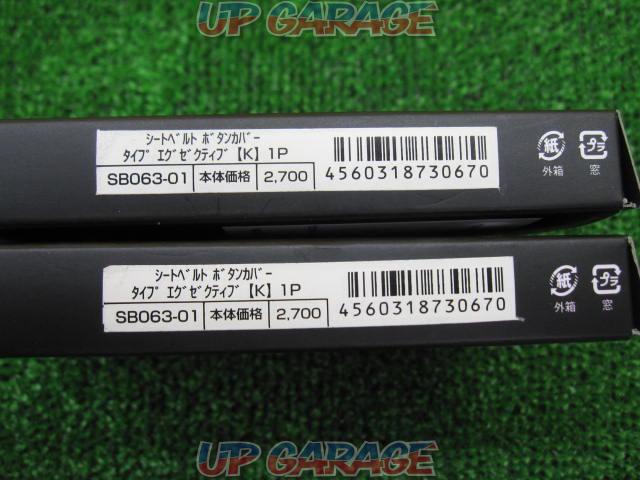 UP GARAGE
シートベルト ボタンカバー
タイプ エグゼクティブ【K】1P
SB063-01 本体価格 2,700
4560318730670
紙
外箱
プラ
窓
シートベルト ボタンカバー
タイプ エグゼクティブ【K】1P
SB063-01 本体価格 2,700
4560318730670
紙
外箱
プラ
窓
UP GARAGE